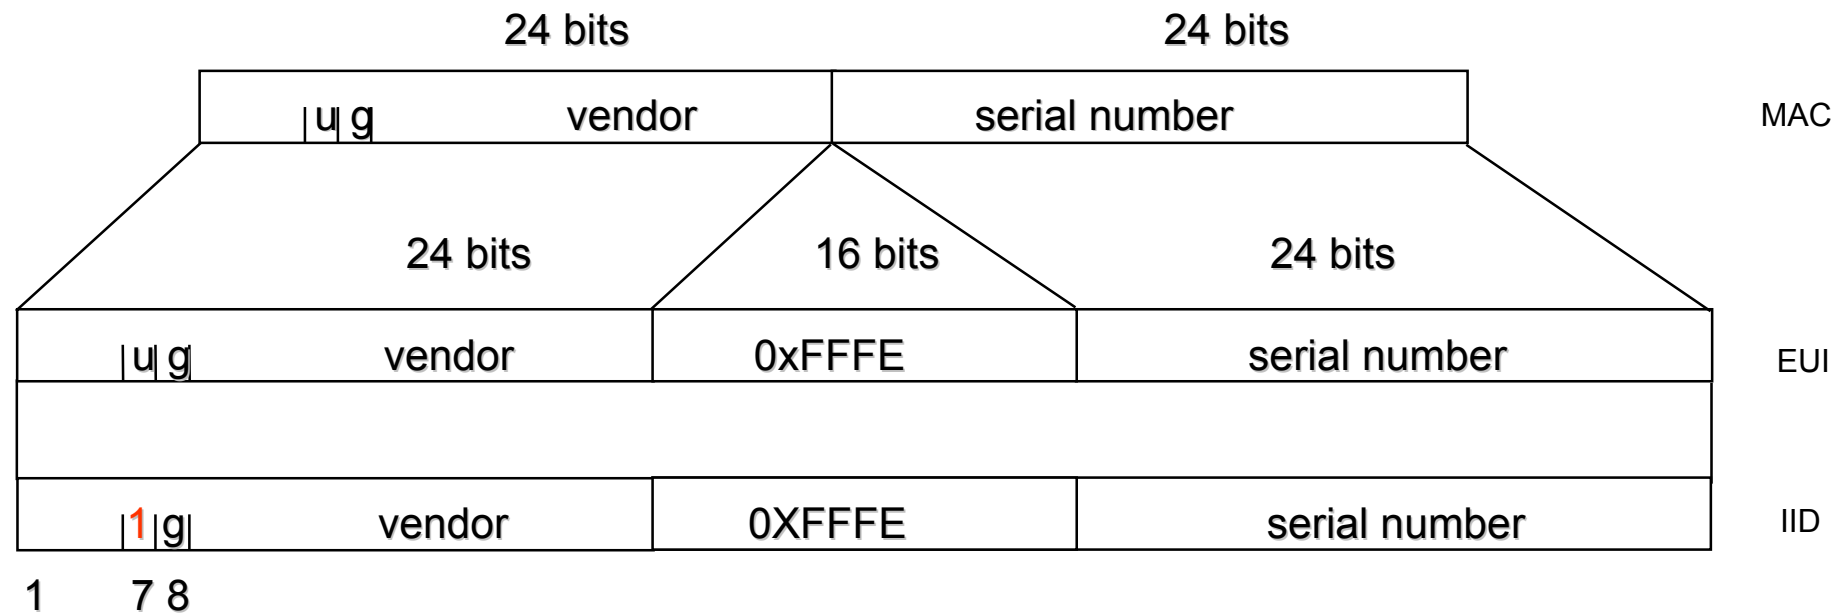 24 bits 24 bits
u g vendor serial number MAC
24 bits 16 bits 24 bits
u g vendor 0xFFFE serial number EUI
1 g vendor 0XFFFE serial number IID
1 7 8